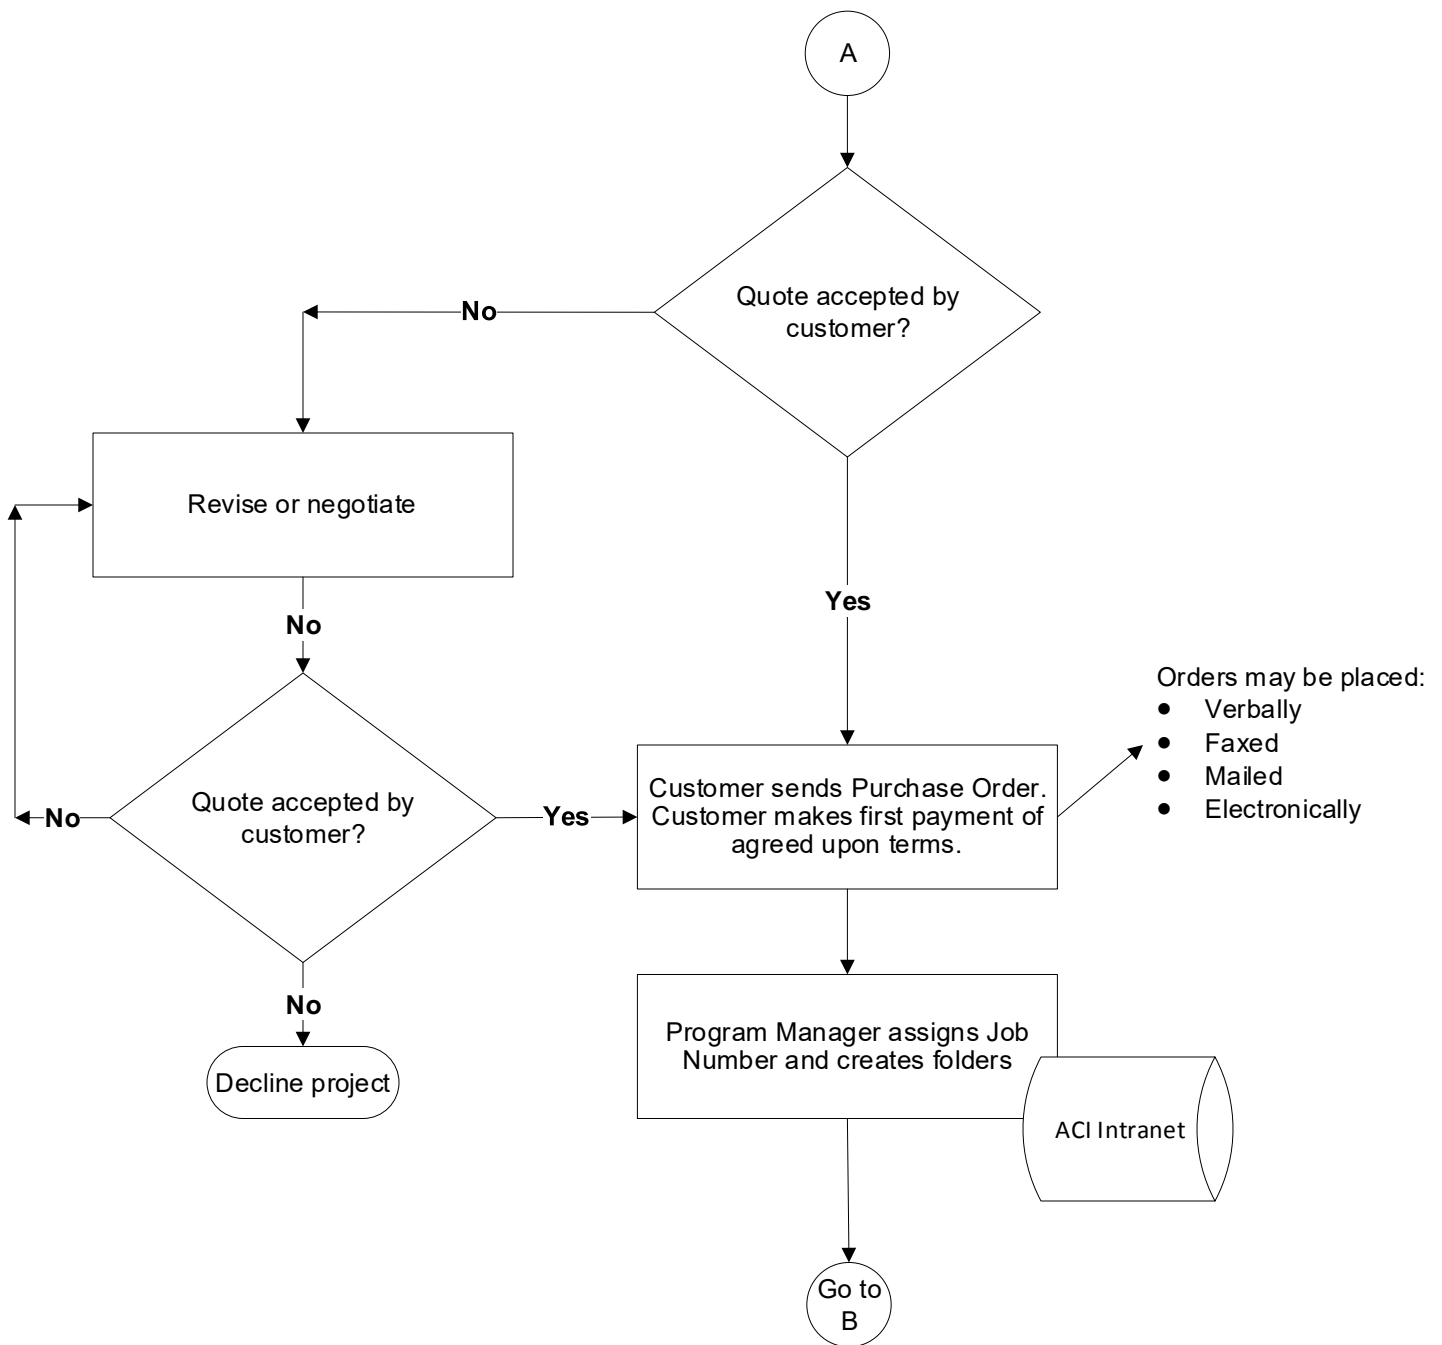 A
Quote accepted by
customer?
No
Revise or negotiate
No
Yes
Orders may be placed:
● Verbally
● Faxed
● Mailed
● Electronically
Quote accepted by
customer?
No
Yes
Customer sends Purchase Order.
Customer makes first payment of
agreed upon terms.
No
Decline project
Program Manager assigns Job
Number and creates folders
ACI Intranet
Go to
B